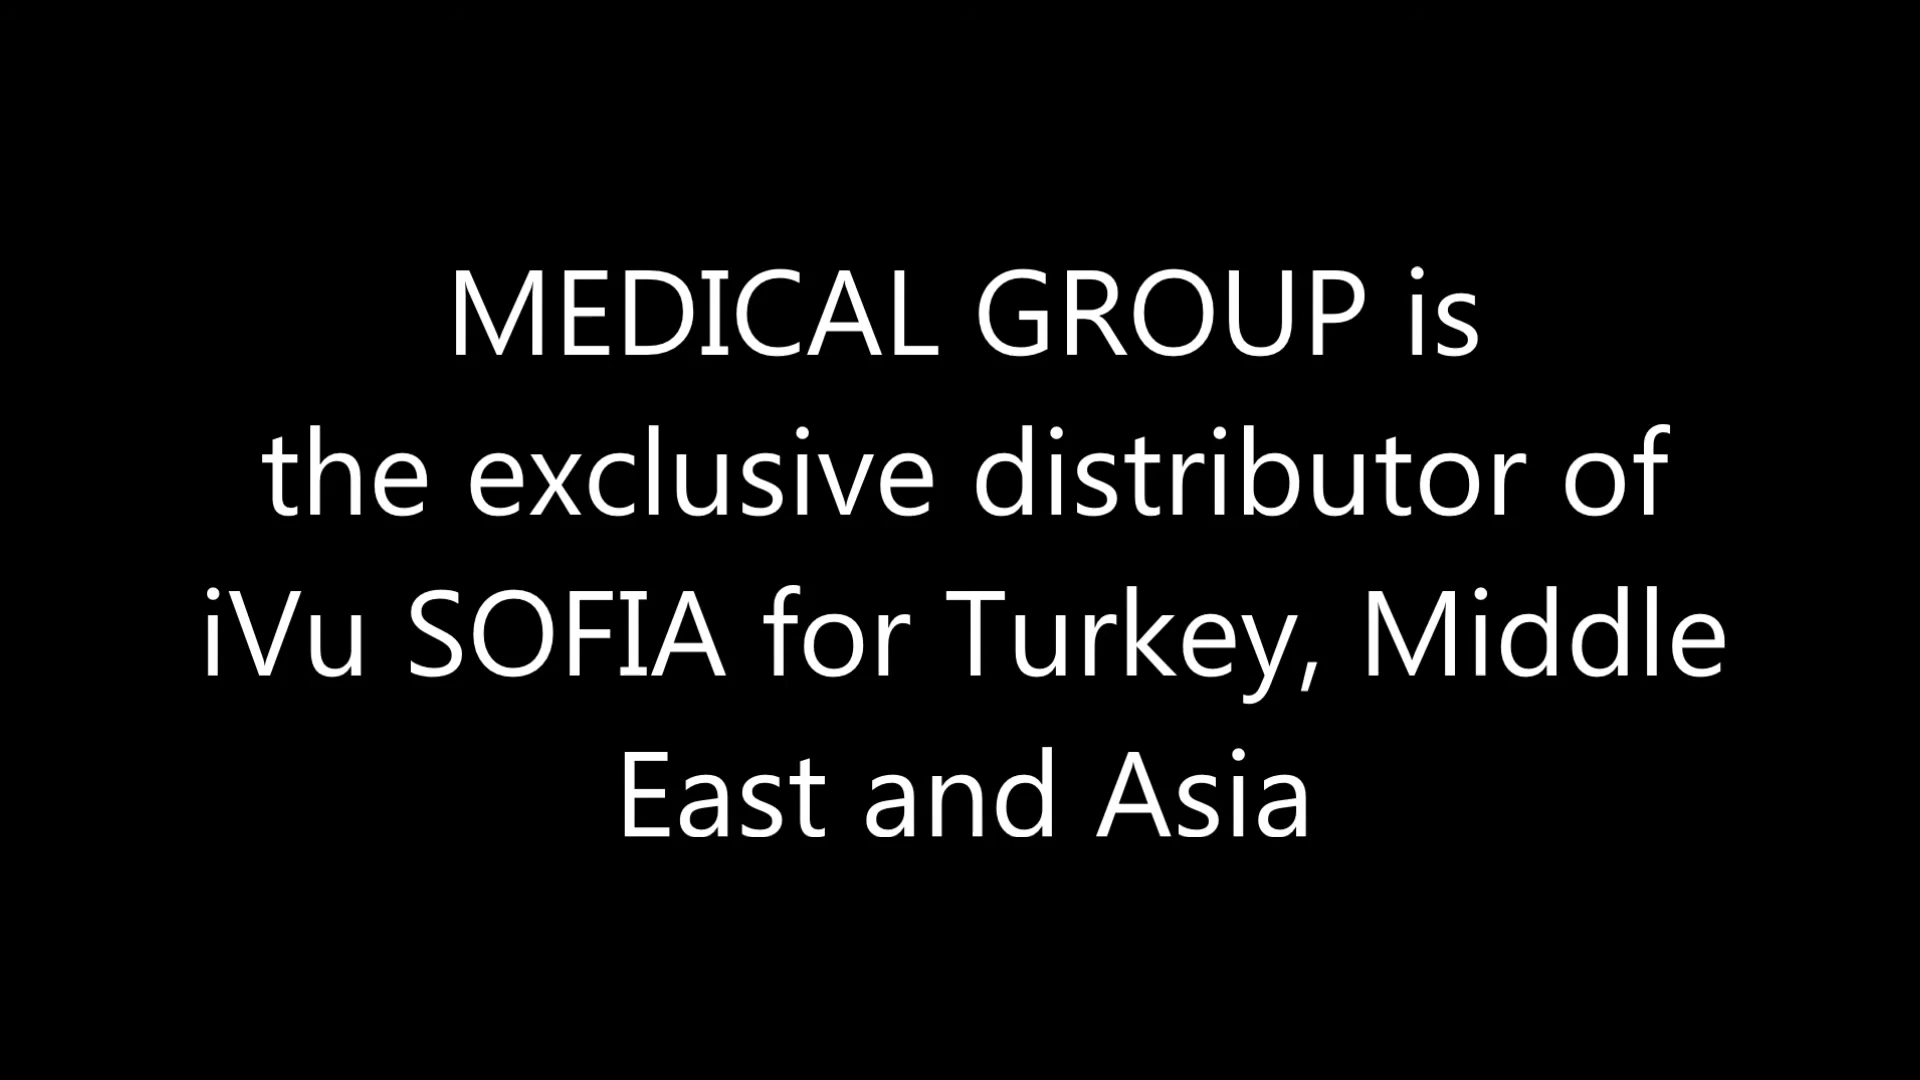 MEDICAL GROUP is
the exclusive distributor of
iVu SOFIA for Turkey, Middle
East and Asia